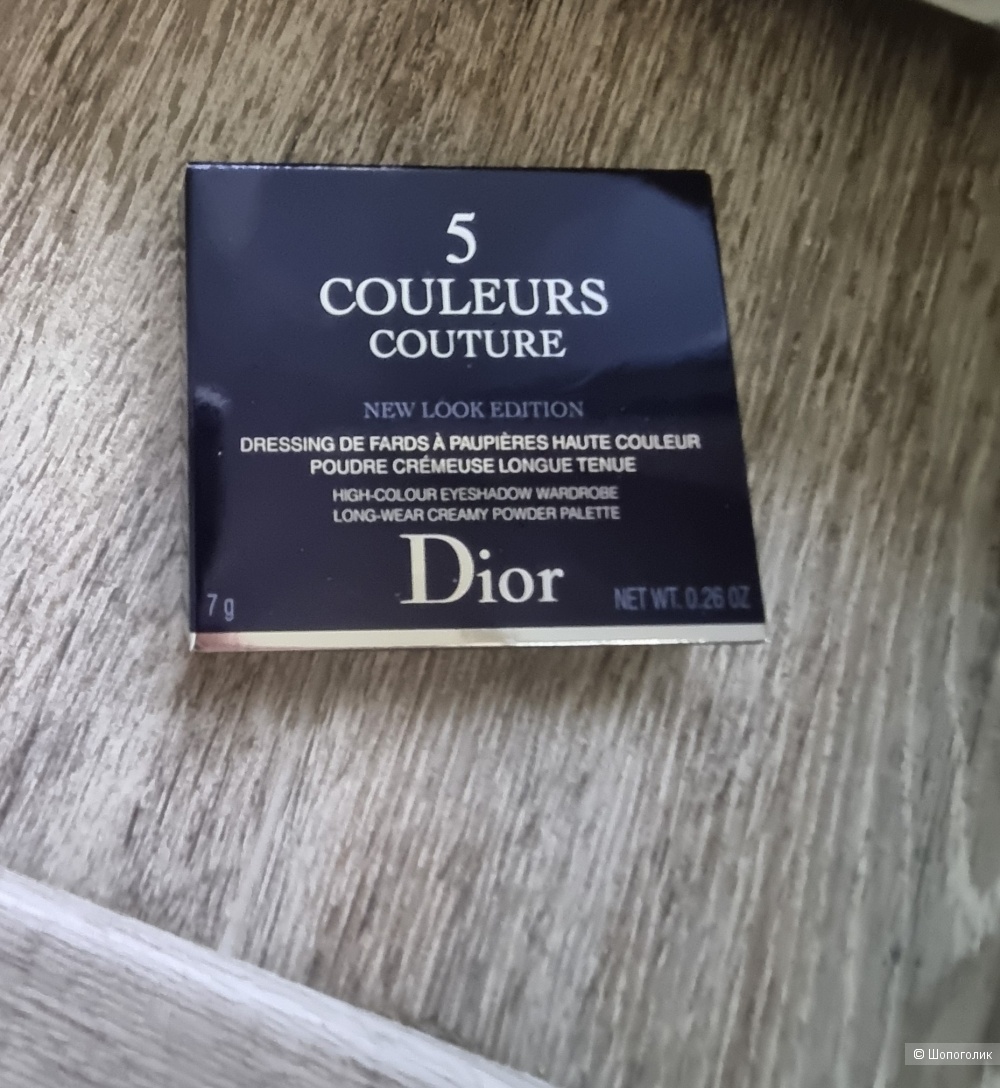 5
COULEURS
COUTURE
NEW LOOK EDITION
DRESSING DE FARDS À PAUPIÈRES HAUTE COULEUR
POUDRE CRÉMEUSE LONGUE TENUE
HIGH-COLOUR EYESHADOW WARDROBE
LONG-WEAR CREAMY POWDER PALETTE
Dior
7 g NET WT. 0.26 OZ
© Шопоголик